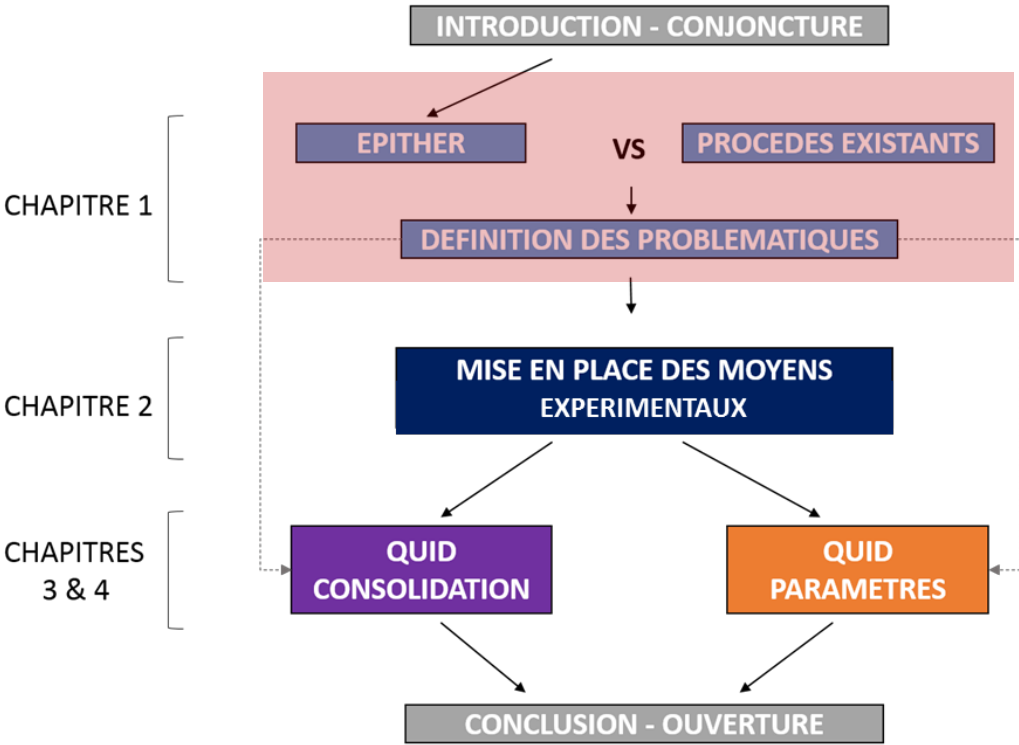 INTRODUCTION - CONJONCTURE
EPITHER
VS
PROCEDES EXISTANTS
CHAPITRE 1
DEFINITION DES PROBLEMATIQUES
MISE EN PLACE DES MOYENS
EXPERIMENTAUX
CHAPITRE 2
CHAPITRES
3 & 4
QUID
CONSOLIDATION
QUID
PARAMETRES
CONCLUSION - OUVERTURE